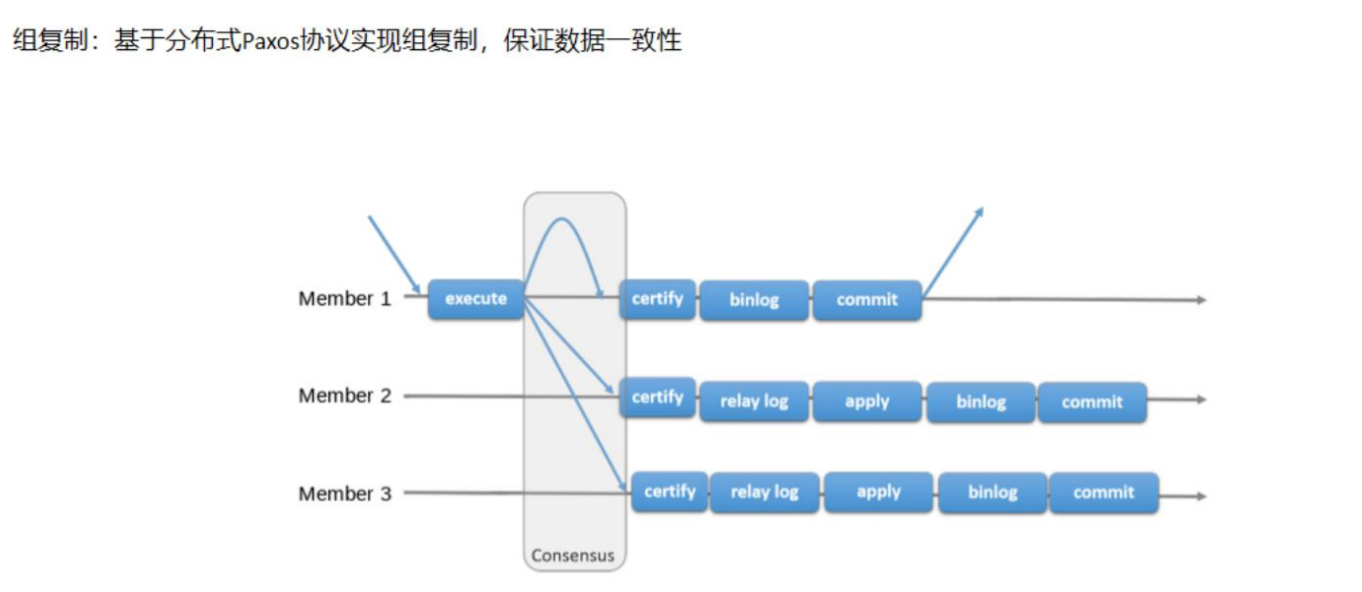 组复制：基于分布式Paxos协议实现组复制，保证数据一致性
Member 1 execute certify binlog commit
Member 2 certify relay log apply binlog commit
Member 3 certify relay log apply binlog commit
Consensus